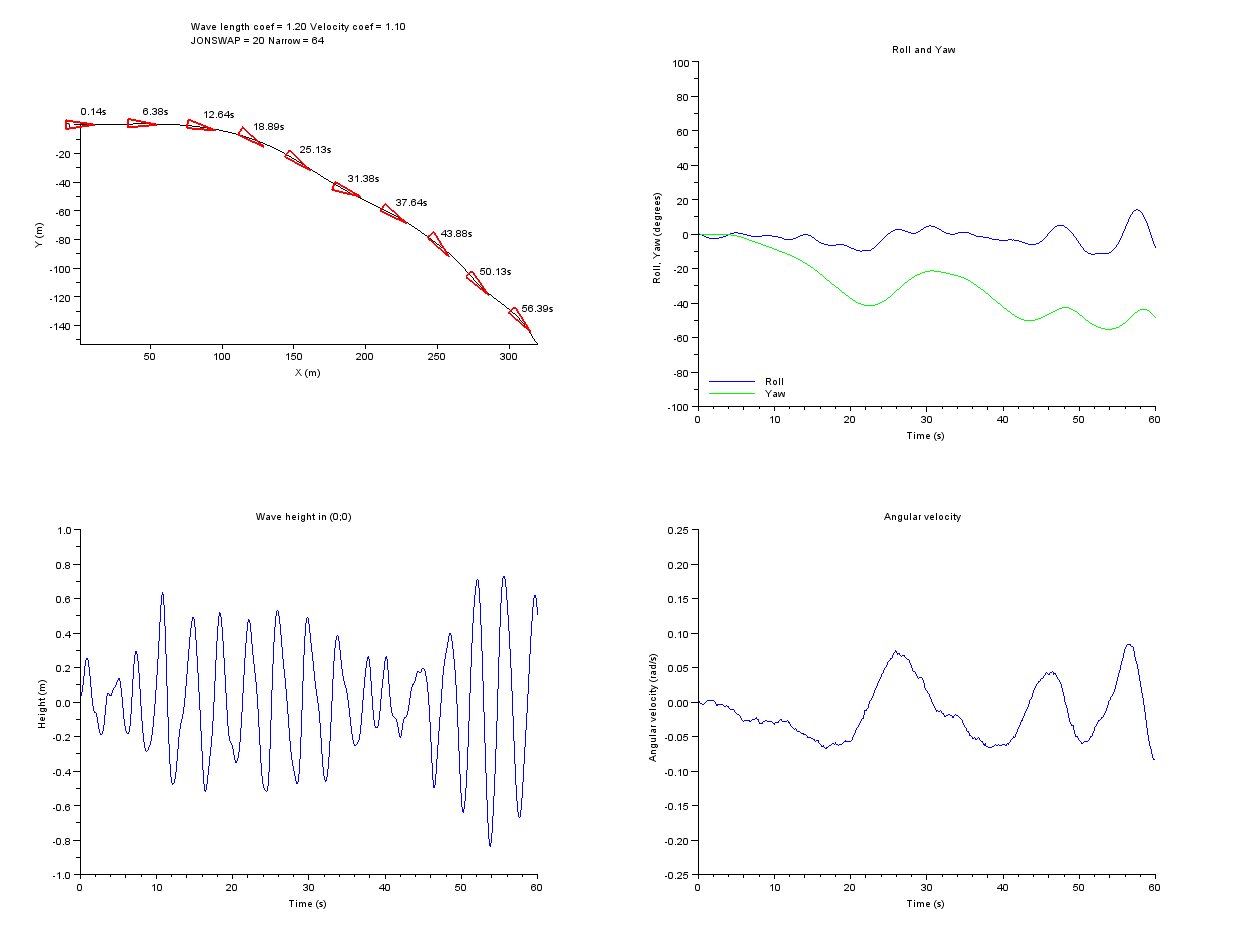 Wave length coef = 1.20 Velocity coef = 1.10
JONSWAP = 20 Narrow = 64
0.14s
6.38s
12.64s
18.89s
25.13s
31.38s
37.64s
43.88s
50.13s
56.39s
-20
-40
-60
-80
-100
-120
-140
Y (m)
50
100
150
200
250
300
X (m)
Roll and Yaw
100
80
60
40
20
0
-20
-40
-60
-80
-100
Roll, Yaw (degrees)
Roll
Yaw
0
10
20
30
40
50
60
Time (s)
Wave height in (0;0)
1.0
0.8
0.6
0.4
0.2
0.0
-0.2
-0.4
-0.6
-0.8
-1.0
Height (m)
0
10
20
30
40
50
60
Time (s)
Angular velocity
0.25
0.20
0.15
0.10
0.05
0.00
-0.05
-0.10
-0.15
-0.20
-0.25
Angular velocity (rad/s)
0
10
20
30
40
50
60
Time (s)